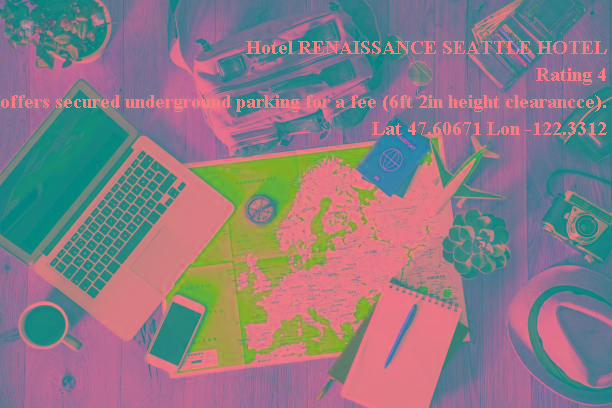 Hotel RENAISSANCE SEATTLE HOTEL
Rating 4
offers secured underground parking for a fee (6ft 2in height clearancce).
Lat 47.60671 Lon -122.3312